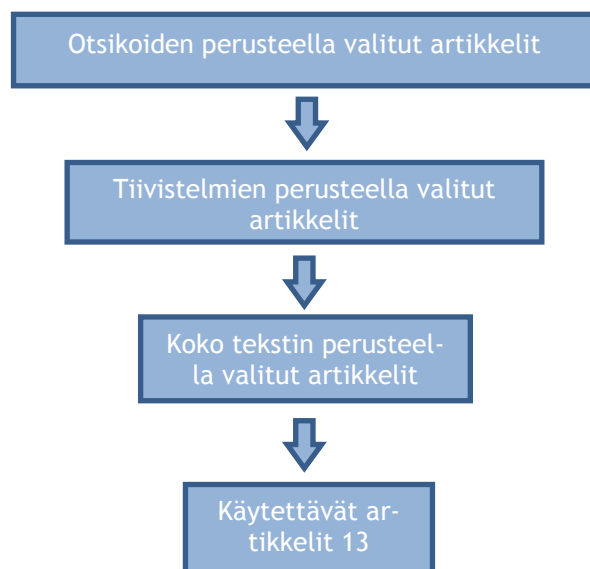 Otsikoiden perusteella valitut artikkelit
Tiivistelmien perusteella valitut
artikkelit
Koko tekstin perusteel-
la valitut artikkelit
Käytettävät ar-
tikkelit 13